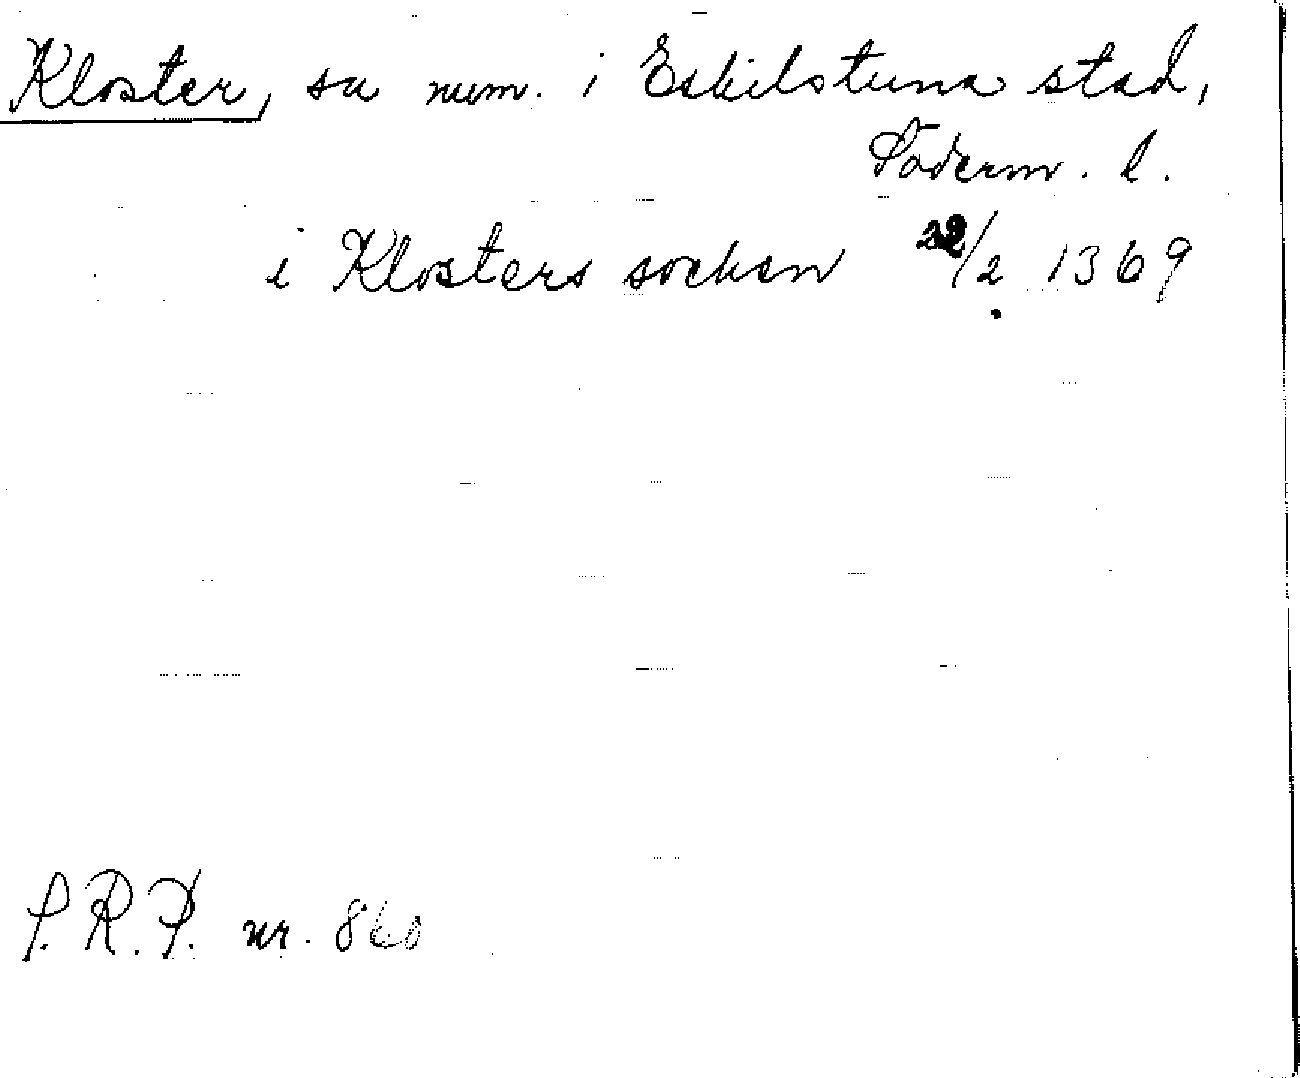 Kloster, sn num. i Eskilstuna stad,
Söderm. l.
i Klosters socken 22/2 1369
S.R.P. nr. 860